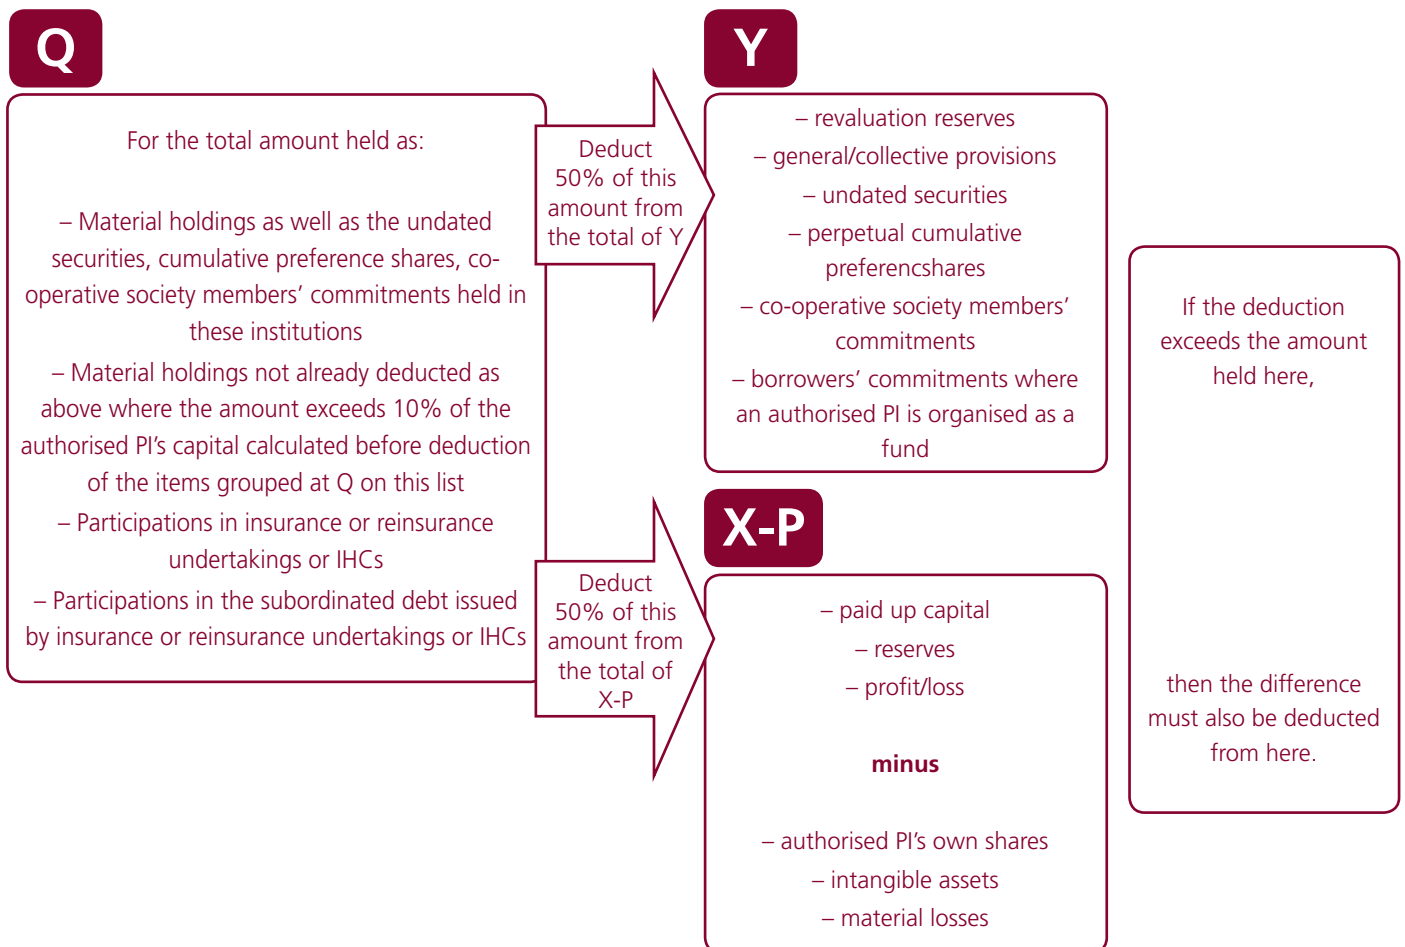 Q
For the total amount held as:
– Material holdings as well as the undated
securities, cumulative preference shares, co-
operative society members’ commitments held in
these institutions
– Material holdings not already deducted as
above where the amount exceeds 10% of the
authorised PI’s capital calculated before deduction
of the items grouped at Q on this list
– Participations in insurance or reinsurance
undertakings or IHCs
– Participations in the subordinated debt issued
by insurance or reinsurance undertakings or IHCs
Deduct
50% of this
amount from
the total of Y
Deduct
50% of this
amount from
the total of
X-P
Y
– revaluation reserves
– general/collective provisions
– undated securities
– perpetual cumulative
preferencshares
– co-operative society members’
commitments
– borrowers’ commitments where
an authorised PI is organised as a
fund
X-P
– paid up capital
– reserves
– profit/loss
minus
– authorised PI’s own shares
– intangible assets
– material losses
If the deduction
exceeds the amount
held here,
then the difference
must also be deducted
from here.